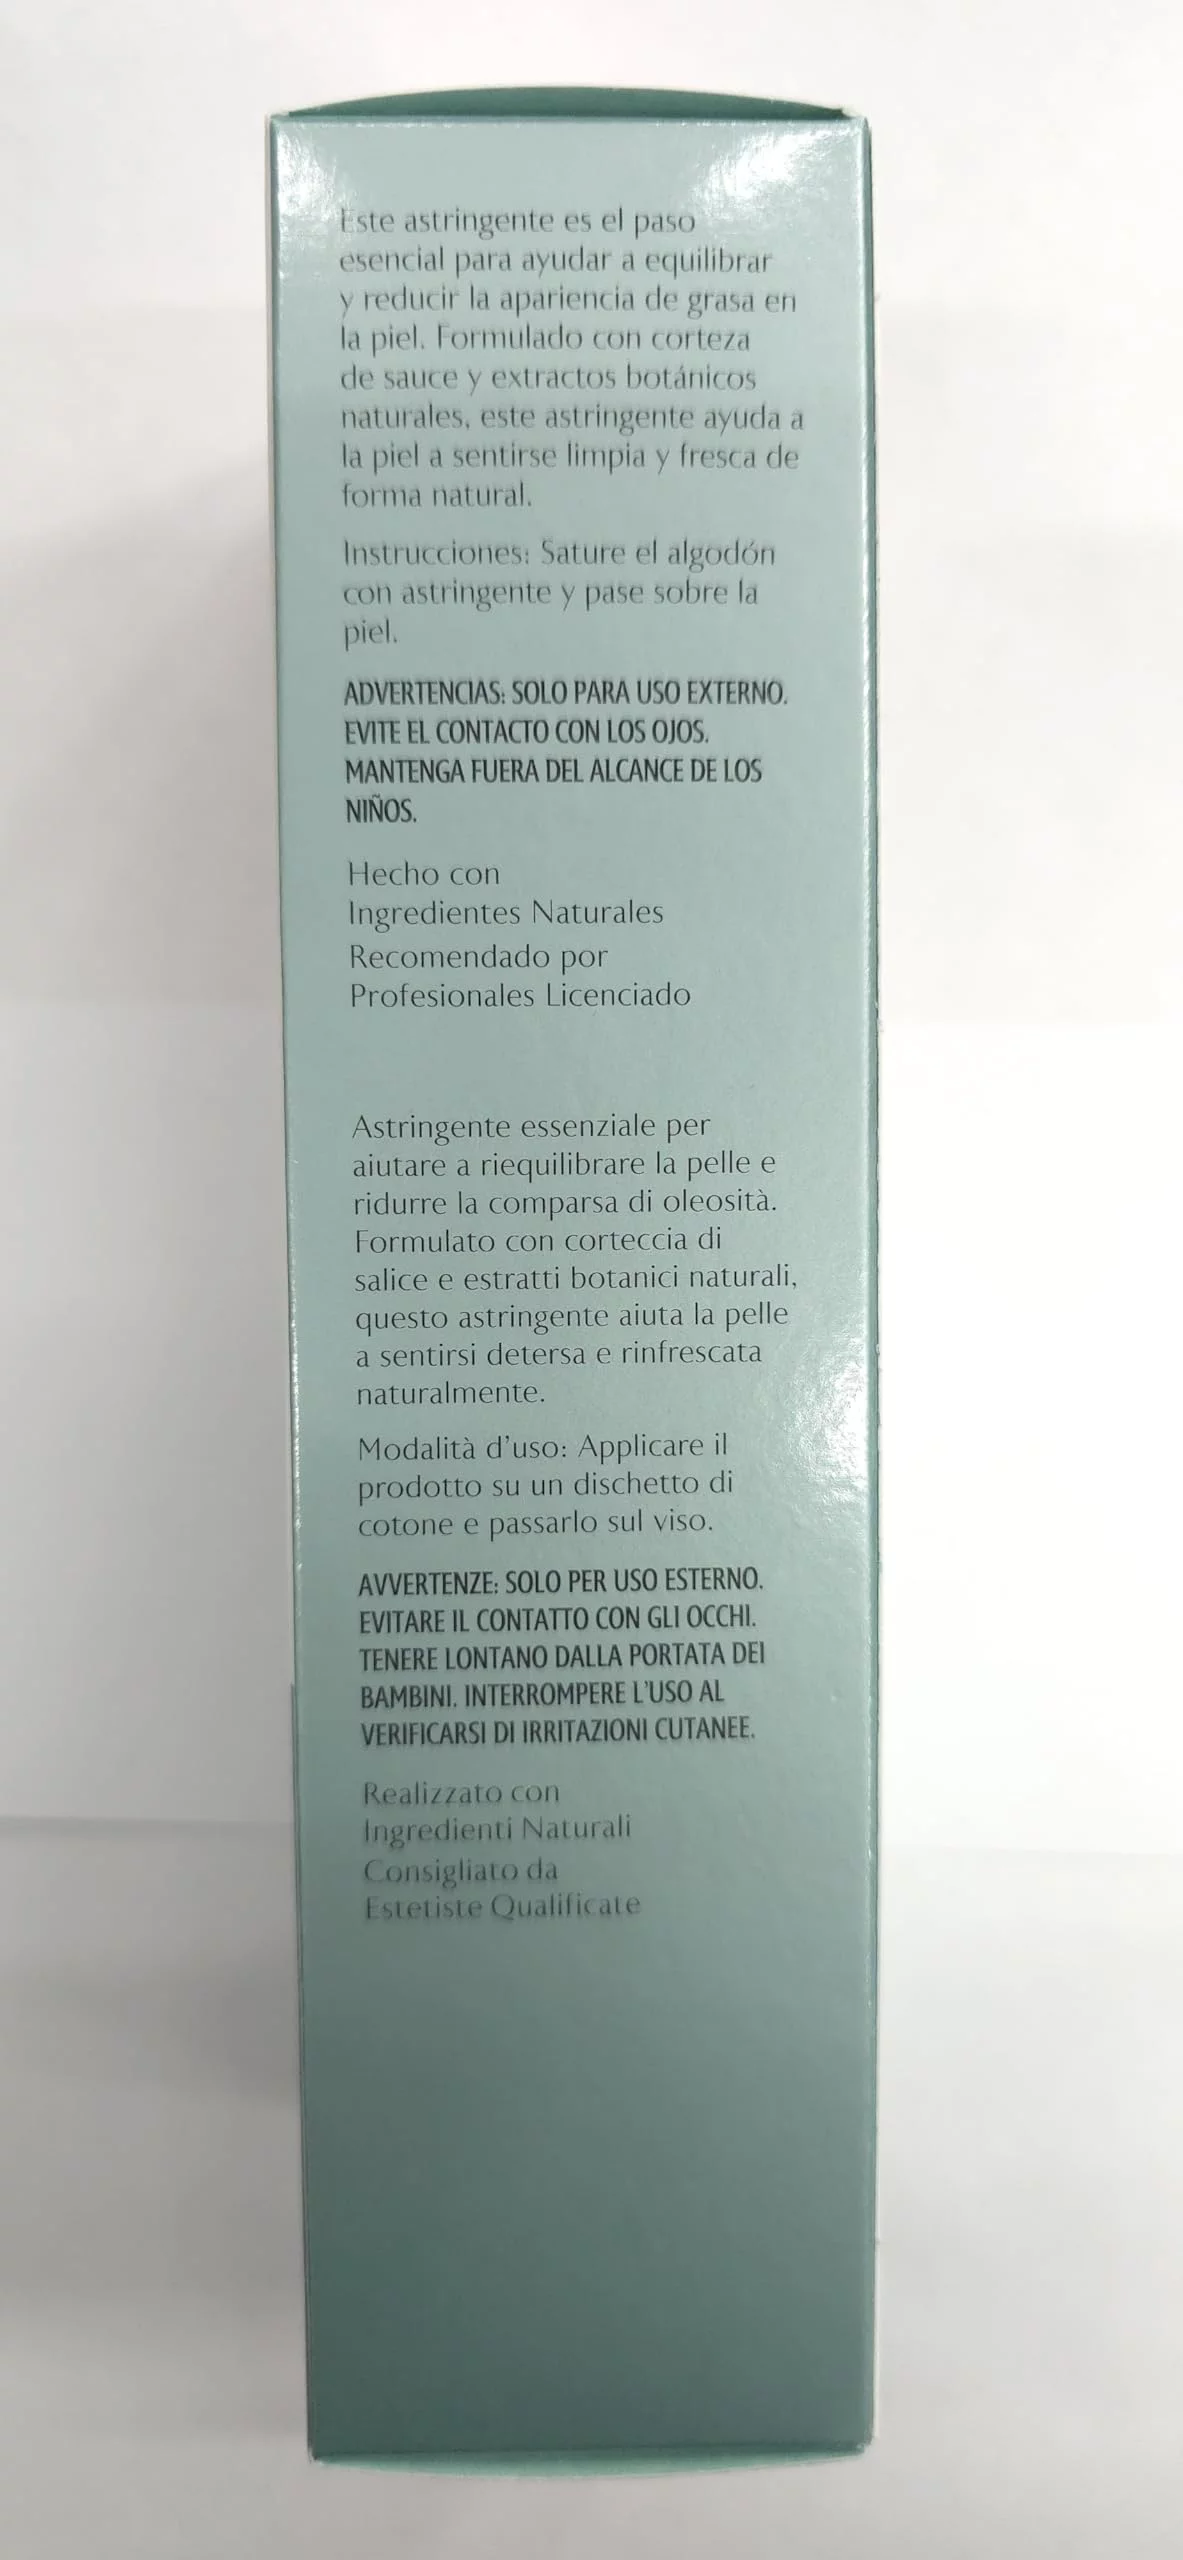 Este astringente es el paso
esencial para ayudar a equilibrar
y reducir la apariencia de grasa en
la piel. Formulado con corteza
de sauce y extractos botánicos
naturales, este astringente ayuda a
la piel a sentirse limpia y fresca de
forma natural.
Instrucciones: Sature el algodón
con astringente y pase sobre la
piel.
ADVERTENCIAS: SOLO PARA USO EXTERNO.
EVITE EL CONTACTO CON LOS OJOS.
MANTENGA FUERA DEL ALCANCE DE LOS
NIÑOS.
Hecho con
Ingredientes Naturales
Recomendado por
Profesionales Licenciado
Astringente essenziale per
aiutare a riequilibrare la pelle e
ridurre la comparsa di oleosità.
Formulato con corteccia di
salice e estratti botanici naturali,
questo astringente aiuta la pelle
a sentirsi detersa e rinfrescata
naturalmente.
Modalità d'uso: Applicare il
prodotto su un dischetto di
cotone e passarlo sul viso.
AVVERTENZE: SOLO PER USO ESTERNO.
EVITARE IL CONTATTO CON GLI OCCHI.
TENERE LONTANO DALLA PORTATA DEI
BAMBINI. INTERROMPERE L'USO AL
VERIFICARSI DI IRRITAZIONI CUTANEE.
Realizzato con
Ingredienti Naturali
Consigliato da
Estetiste Qualificate